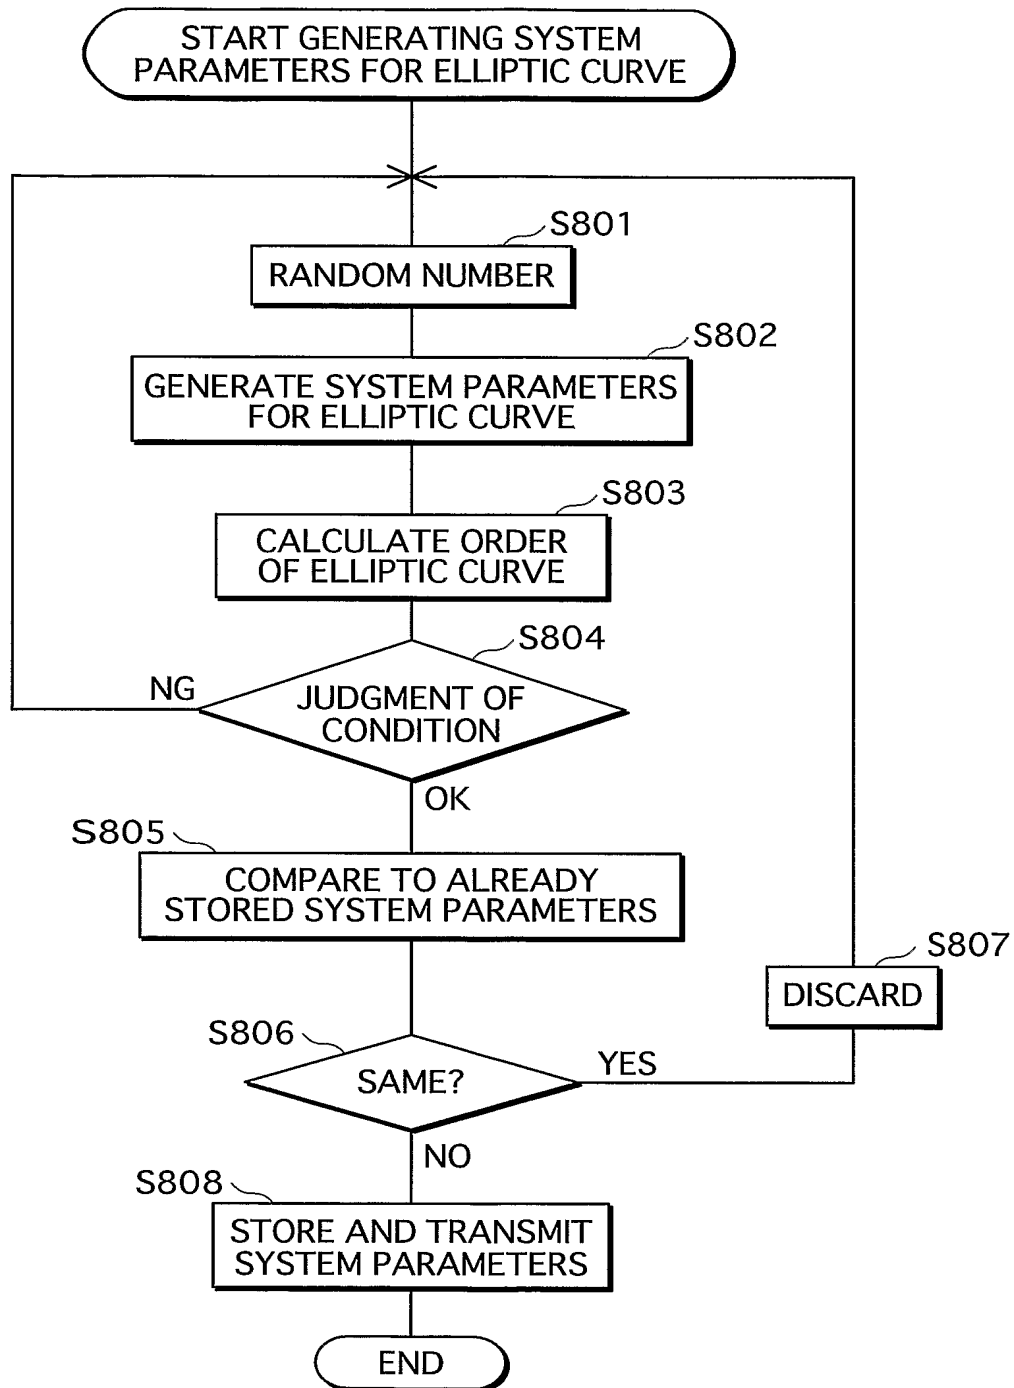 START GENERATING SYSTEM
PARAMETERS FOR ELLIPTIC CURVE
S801
RANDOM NUMBER
S802
GENERATE SYSTEM PARAMETERS
FOR ELLIPTIC CURVE
S803
CALCULATE ORDER
OF ELLIPTIC CURVE
S804
NG
JUDGMENT OF
CONDITION
OK
S805
COMPARE TO ALREADY
STORED SYSTEM PARAMETERS
S807
DISCARD
S806
SAME?
YES
NO
S808
STORE AND TRANSMIT
SYSTEM PARAMETERS
END